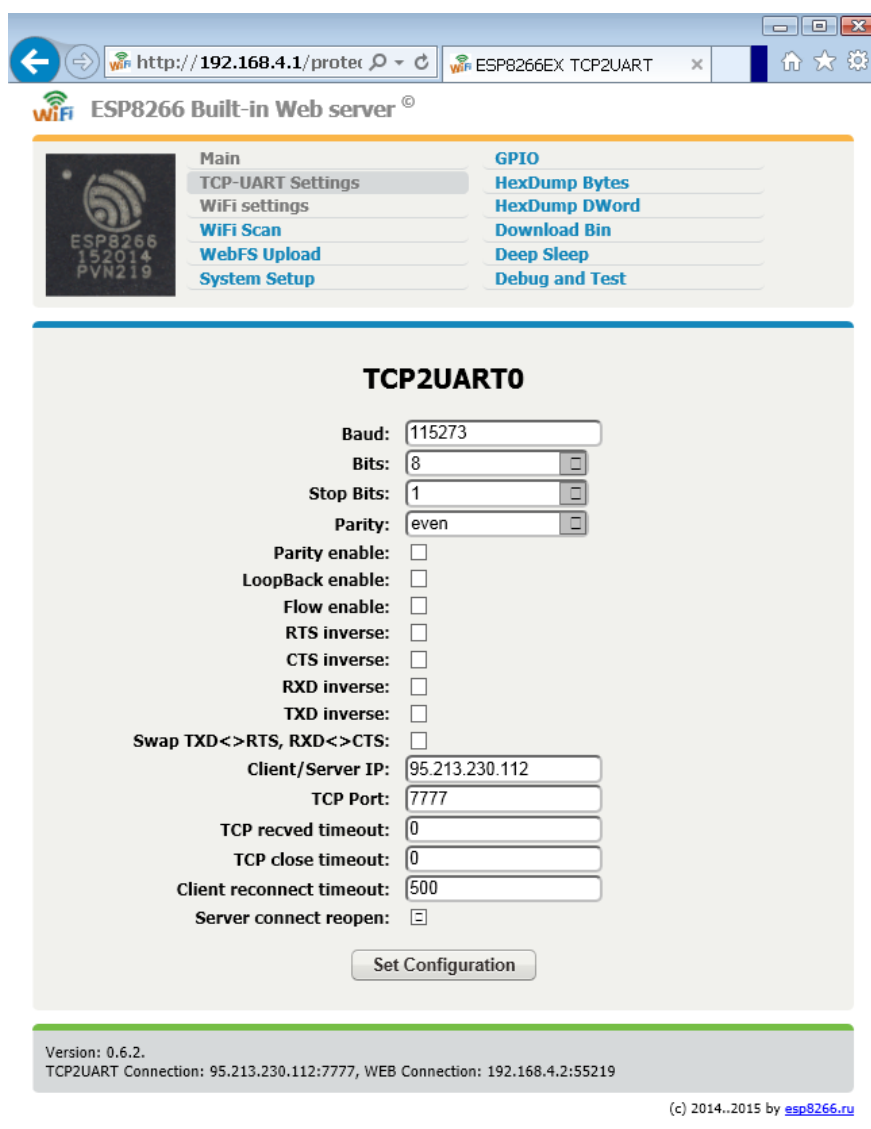 http://192.168.4.1/protec
ESP8266EX TCP2UART
WiFi ESP8266 Built-in Web server ©
ESP8266
152014
PVN219
Main
TCP-UART Settings
WiFi settings
WiFi Scan
WebFS Upload
System Setup
GPIO
HexDump Bytes
HexDump DWord
Download Bin
Deep Sleep
Debug and Test
TCP2UART0
Baud: 115273
Bits: 8
Stop Bits: 1
Parity: even
Parity enable:
LoopBack enable:
Flow enable:
RTS inverse:
CTS inverse:
RXD inverse:
TXD inverse:
Swap TXD<>RTS, RXD<>CTS:
Client/Server IP: 95.213.230.112
TCP Port: 7777
TCP recved timeout: 0
TCP close timeout: 0
Client reconnect timeout: 500
Server connect reopen:
Set Configuration
Version: 0.6.2.
TCP2UART Connection: 95.213.230.112:7777, WEB Connection: 192.168.4.2:55219
(c) 2014..2015 by esp8266.ru